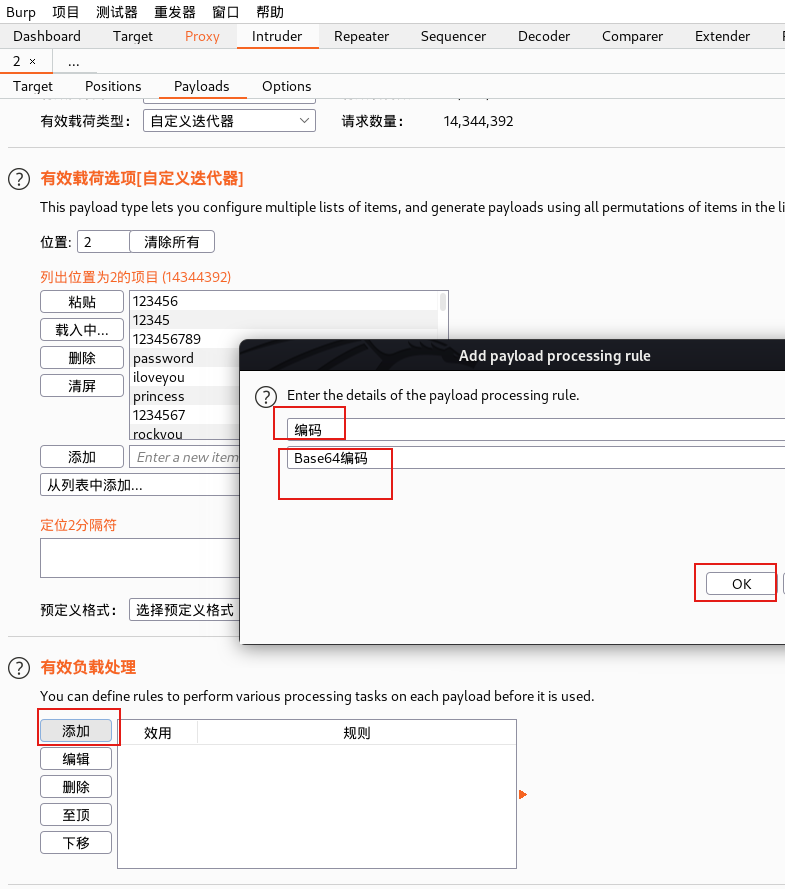 Burp 项目 测试器 重发器 窗口 帮助
Dashboard Target Proxy Intruder Repeater Sequencer Decoder Comparer Extender
2 × ...
Target Positions Payloads Options
有效载荷类型: 自定义迭代器 请求数量: 14,344,392
? 有效载荷选项[自定义迭代器]
This payload type lets you configure multiple lists of items, and generate payloads using all permutations of items in the li
位置: 2 清除所有
列出位置为2的项目 (14344392)
粘贴 123456
12345
载入中... 123456789
删除 password
iloveyou
清屏 princess
1234567
rockyou
添加 Enter a new item
从列表中添加...
定位2分隔符
预定义格式: 选择预定义格式
Add payload processing rule
? Enter the details of the payload processing rule.
编码
Base64编码
OK
? 有效负载处理
You can define rules to perform various processing tasks on each payload before it is used.
添加 效用 规则
编辑
删除
至顶
下移